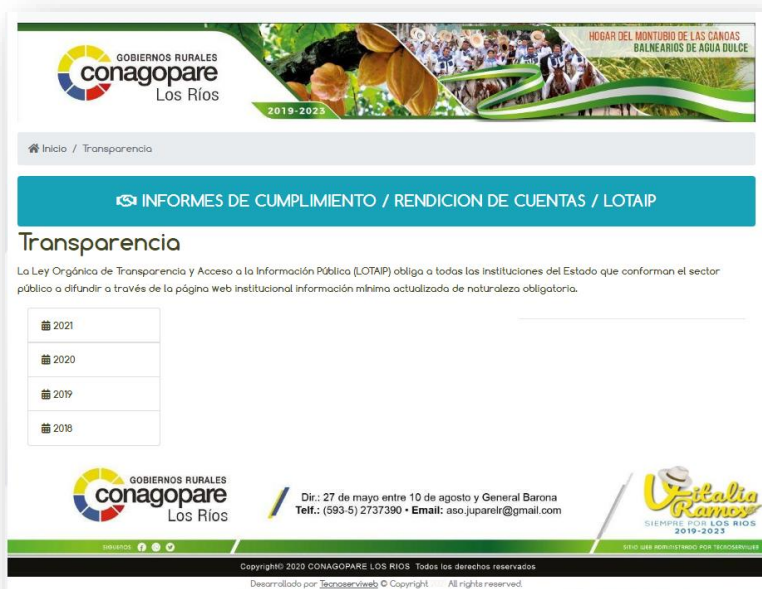 GOBIERNOS RURALES
conagopare
Los Ríos
2019-2023
HOGAR DEL MONTUBIO DE LAS CANOAS
BALNEARIOS DE AGUA DULCE
Inicio / Transparencia
INFORMES DE CUMPLIMIENTO / RENDICION DE CUENTAS / LOTAIP
Transparencia
La Ley Orgánica de Transparencia y Acceso a la Información Pública (LOTAIP) obliga a todas las instituciones del Estado que conforman el sector
público a difundir a través de la página web institucional información mínima actualizada de naturaleza obligatoria.
2021
2020
2019
2018
GOBIERNOS RURALES
conagopare
Los Ríos
Dir.: 27 de mayo entre 10 de agosto y General Barona
Telf.: (593-5) 2737390 • Email: aso.juparelr@gmail.com
Vitalia
Ramos
SIEMPRE POR LOS RIOS
2019-2023
SIGUENOS
SITIO WEB ADMINISTRADO POR TECNOSERVIWEB
Copyright© 2020 CONAGOPARE LOS RIOS Todos los derechos reservados
Desarrollado por Tecnoserviweb © Copyright All rights reserved.